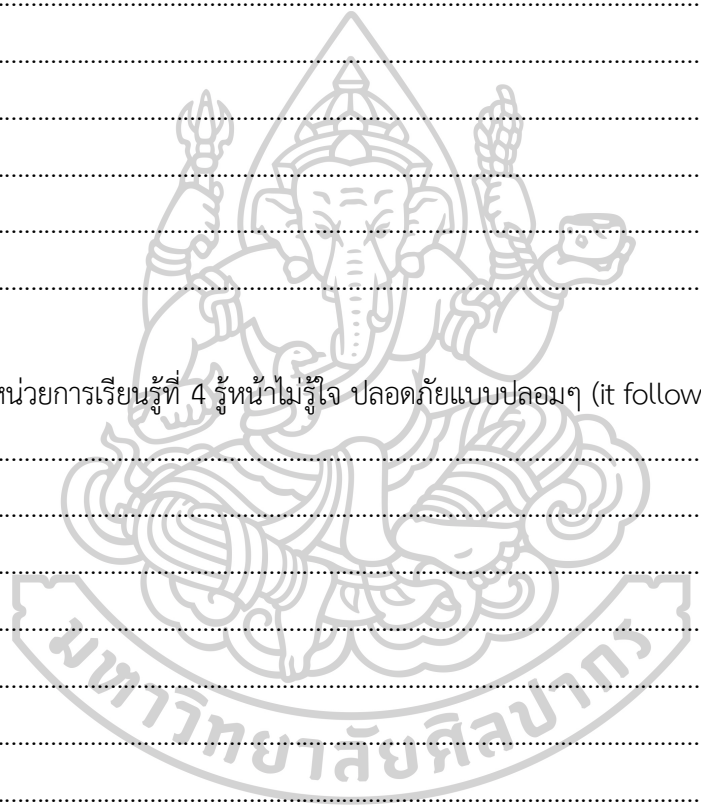 น่วยการเรียนรู้ที่ 4 รู้หน้าไม่รู้ใจ ปลอดภัยแบบปลอมๆ (it follow
มหาวิทยาลัยศิลปากร